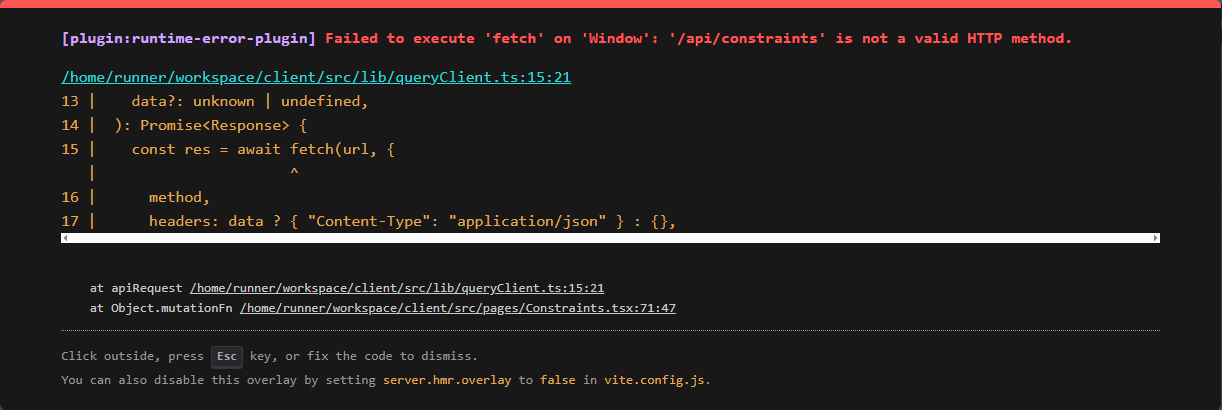 [plugin:runtime-error-plugin] Failed to execute 'fetch' on 'Window': '/api/constraints' is not a valid HTTP method.
/home/runner/workspace/client/src/lib/queryClient.ts:15:21
13 |    data?: unknown | undefined,
14 |  ): Promise<Response> {
15 |    const res = await fetch(url, {
   |                      ^
16 |      method,
17 |      headers: data ? { "Content-Type": "application/json" } : {},
at apiRequest /home/runner/workspace/client/src/lib/queryClient.ts:15:21
at Object.mutationFn /home/runner/workspace/client/src/pages/Constraints.tsx:71:47
Click outside, press Esc key, or fix the code to dismiss.
You can also disable this overlay by setting server.hmr.overlay to false in vite.config.js.